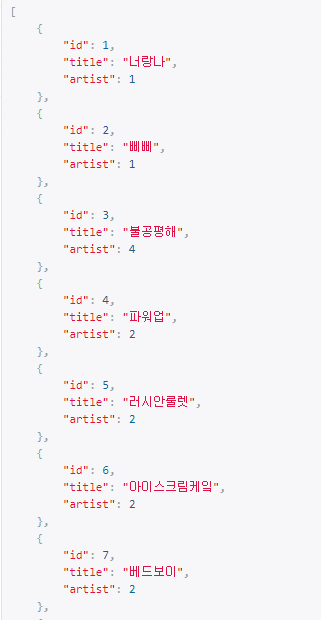 [
{
"id": 1,
"title": "너랑나",
"artist": 1
},
{
"id": 2,
"title": "삐삐",
"artist": 1
},
{
"id": 3,
"title": "불공평해",
"artist": 4
},
{
"id": 4,
"title": "파워업",
"artist": 2
},
{
"id": 5,
"title": "러시안룰렛",
"artist": 2
},
{
"id": 6,
"title": "아이스크림케잌",
"artist": 2
},
{
"id": 7,
"title": "베드보이",
"artist": 2
},